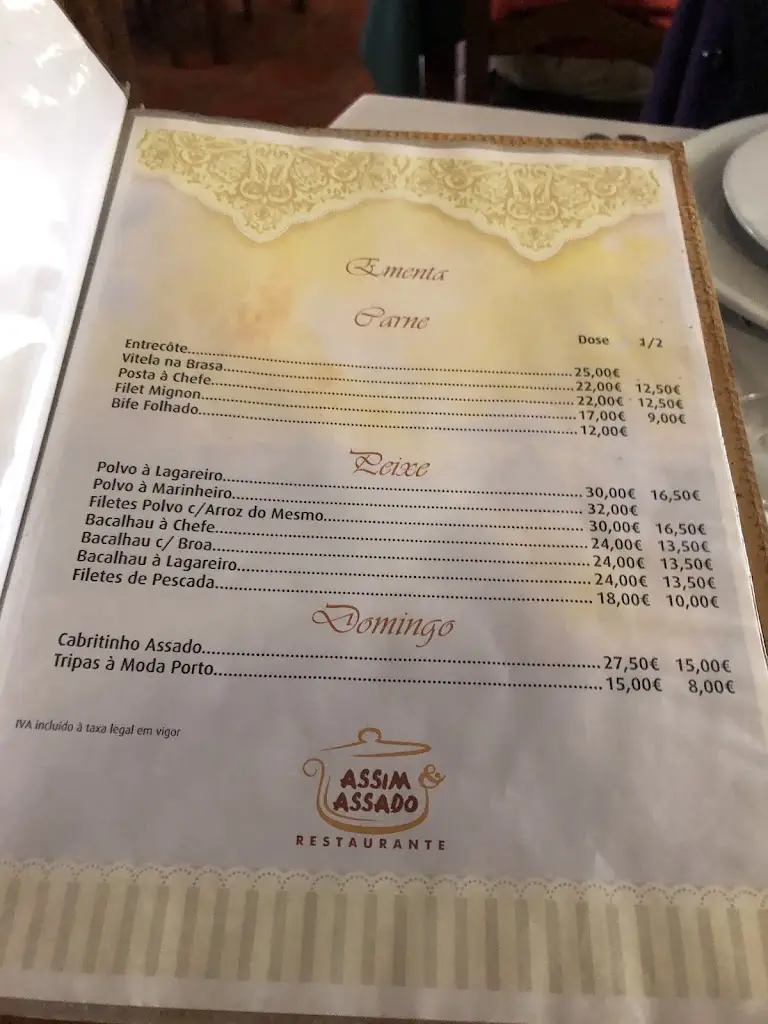 Ementa
Carne
Dose 1/2
Entrecôte 25,00€
Vitela na Brasa 22,00€ 12,50€
Posta à Chefe 22,00€ 12,50€
Filet Mignon 17,00€ 9,00€
Bife Folhado 12,00€
Peixe
Polvo à Lagareiro 30,00€ 16,50€
Polvo à Marinheiro 32,00€
Filetes Polvo c/Arroz do Mesmo 30,00€ 16,50€
Bacalhau à Chefe 24,00€ 13,50€
Bacalhau c/ Broa 24,00€ 13,50€
Bacalhau à Lagareiro 24,00€ 13,50€
Filetes de Pescada 18,00€ 10,00€
Domingo
Cabritinho Assado 27,50€ 15,00€
Tripas à Moda Porto 15,00€ 8,00€
IVA incluído à taxa legal em vigor
ASSIM &
ASSADO
RESTAURANTE